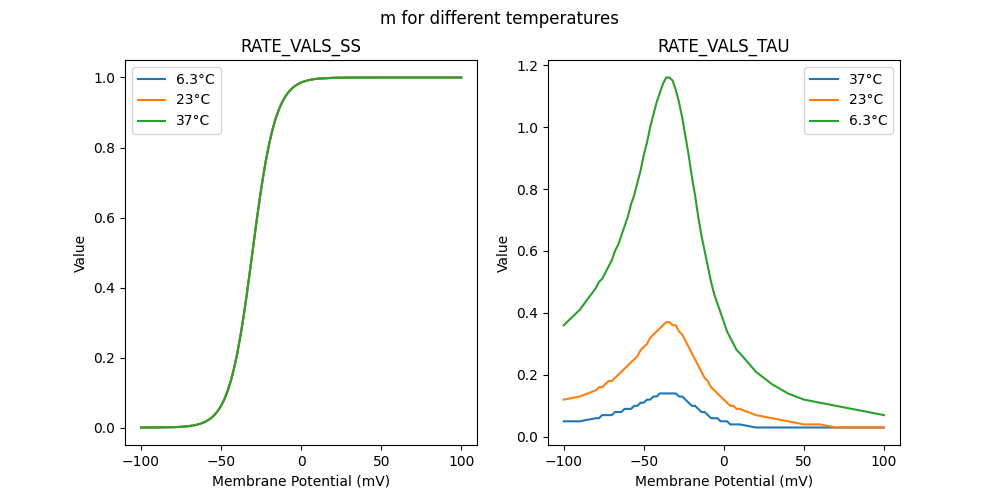 m for different temperatures
RATE_VALS_SS
1.0
0.8
0.6
0.4
0.2
0.0
Value
6.3°C
23°C
37°C
−100
−50
0
50
100
Membrane Potential (mV)
RATE_VALS_TAU
1.2
1.0
0.8
0.6
0.4
0.2
0.0
Value
37°C
23°C
6.3°C
−100
−50
0
50
100
Membrane Potential (mV)